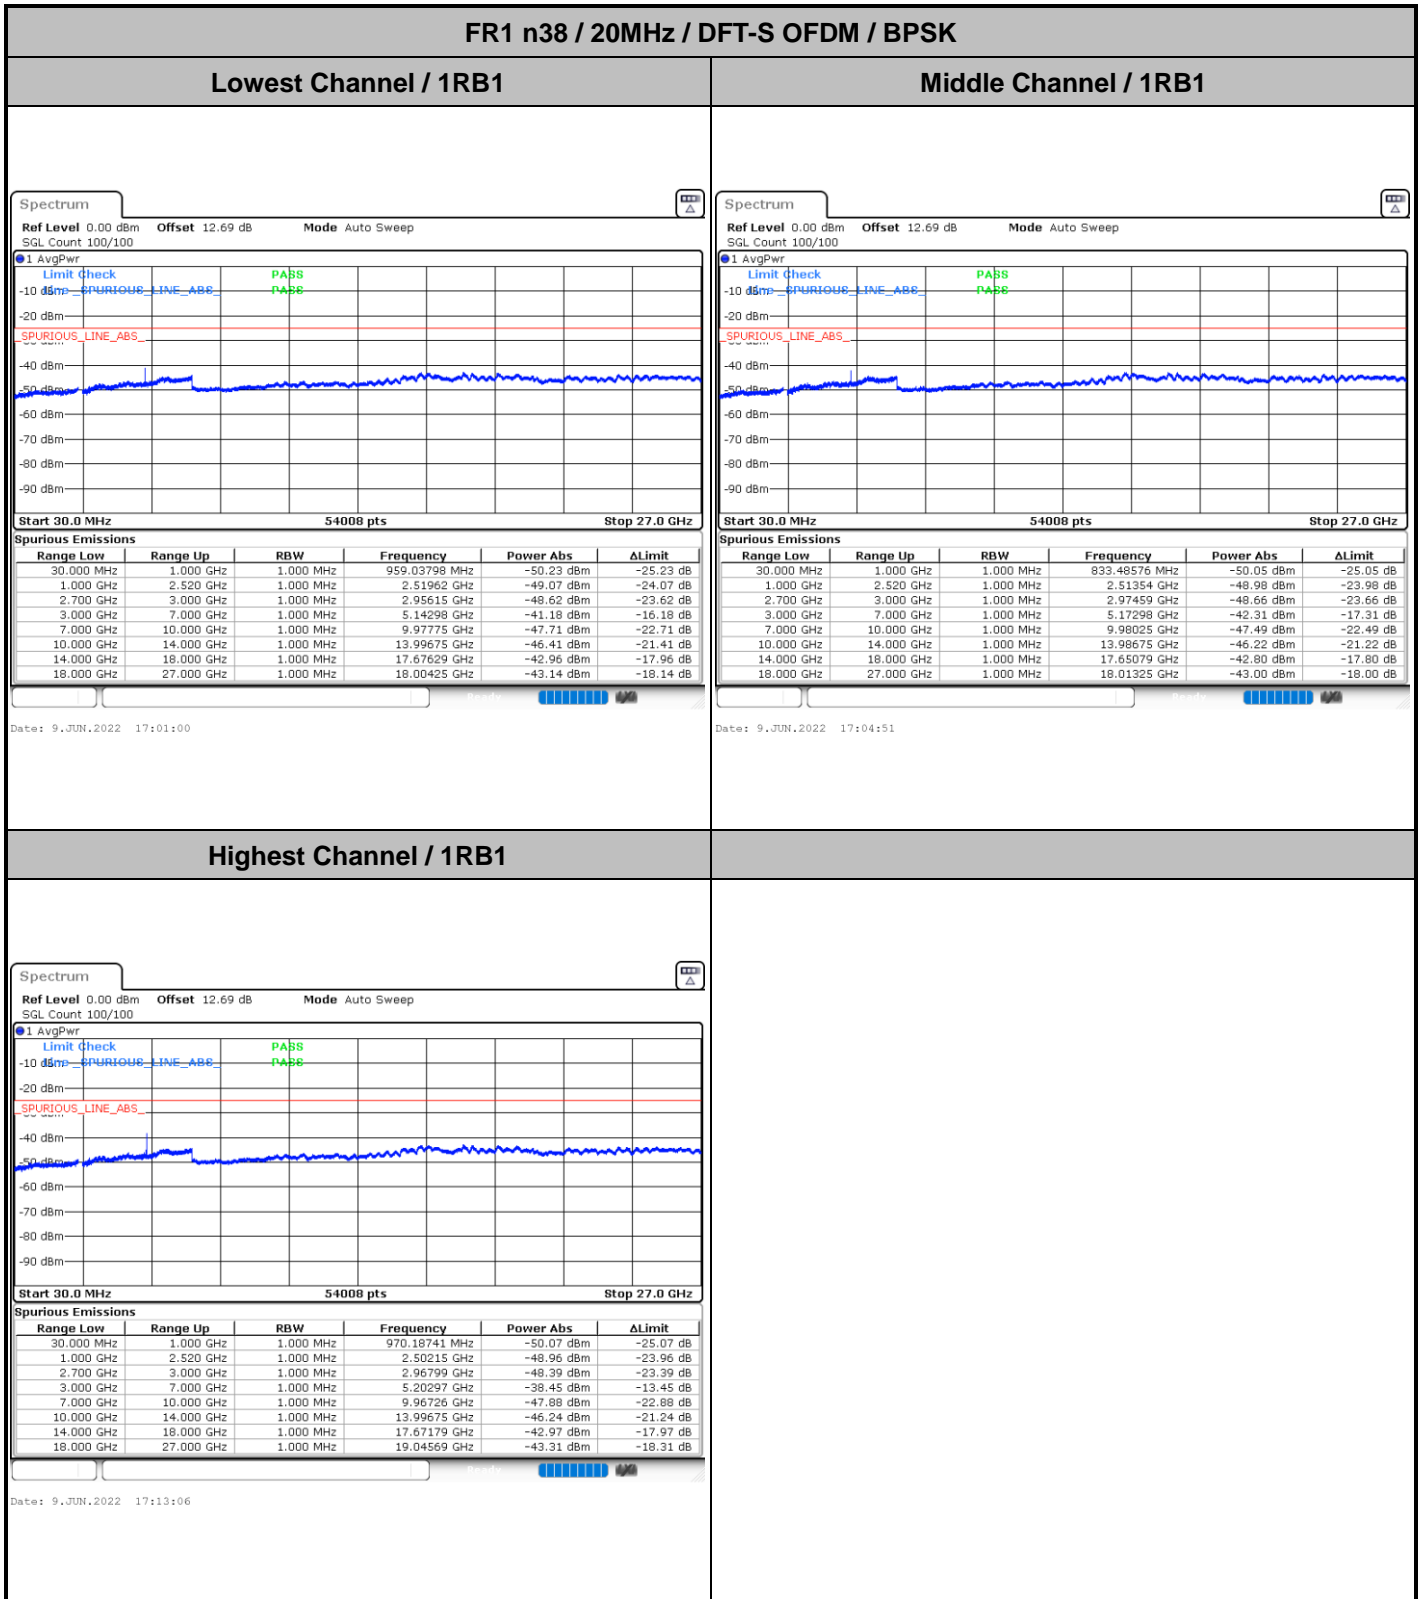 FR1 n38 / 20MHz / DFT-S OFDM / BPSK
Lowest Channel / 1RB1
Middle Channel / 1RB1
Spectrum
Ref Level 0.00 dBm Offset 12.69 dB Mode Auto Sweep
SGL Count 100/100
1 AvgPwr
Limit Check PASS
-10 dBm Line _SPURIOUS_LINE_ABS_ PASS
-20 dBm
_SPURIOUS_LINE_ABS_
-30 dBm
-40 dBm
-50 dBm
-60 dBm
-70 dBm
-80 dBm
-90 dBm
Start 30.0 MHz 54008 pts Stop 27.0 GHz
Spurious Emissions
Range Low Range Up RBW Frequency Power Abs ΔLimit
30.000 MHz 1.000 GHz 1.000 MHz 959.03798 MHz -50.23 dBm -25.23 dB
1.000 GHz 2.520 GHz 1.000 MHz 2.51962 GHz -49.07 dBm -24.07 dB
2.700 GHz 3.000 GHz 1.000 MHz 2.95615 GHz -48.62 dBm -23.62 dB
3.000 GHz 7.000 GHz 1.000 MHz 5.14298 GHz -41.18 dBm -16.18 dB
7.000 GHz 10.000 GHz 1.000 MHz 9.97775 GHz -47.71 dBm -22.71 dB
10.000 GHz 14.000 GHz 1.000 MHz 13.99675 GHz -46.41 dBm -21.41 dB
14.000 GHz 18.000 GHz 1.000 MHz 17.67629 GHz -42.96 dBm -17.96 dB
18.000 GHz 27.000 GHz 1.000 MHz 18.00425 GHz -43.14 dBm -18.14 dB
Ready
Date: 9.JUN.2022 17:01:00
Spectrum
Ref Level 0.00 dBm Offset 12.69 dB Mode Auto Sweep
SGL Count 100/100
1 AvgPwr
Limit Check PASS
-10 dBm Line _SPURIOUS_LINE_ABS_ PASS
-20 dBm
_SPURIOUS_LINE_ABS_
-30 dBm
-40 dBm
-50 dBm
-60 dBm
-70 dBm
-80 dBm
-90 dBm
Start 30.0 MHz 54008 pts Stop 27.0 GHz
Spurious Emissions
Range Low Range Up RBW Frequency Power Abs ΔLimit
30.000 MHz 1.000 GHz 1.000 MHz 833.48576 MHz -50.05 dBm -25.05 dB
1.000 GHz 2.520 GHz 1.000 MHz 2.51354 GHz -48.98 dBm -23.98 dB
2.700 GHz 3.000 GHz 1.000 MHz 2.97459 GHz -48.66 dBm -23.66 dB
3.000 GHz 7.000 GHz 1.000 MHz 5.17298 GHz -42.31 dBm -17.31 dB
7.000 GHz 10.000 GHz 1.000 MHz 9.98025 GHz -47.49 dBm -22.49 dB
10.000 GHz 14.000 GHz 1.000 MHz 13.98675 GHz -46.22 dBm -21.22 dB
14.000 GHz 18.000 GHz 1.000 MHz 17.65079 GHz -42.80 dBm -17.80 dB
18.000 GHz 27.000 GHz 1.000 MHz 18.01325 GHz -43.00 dBm -18.00 dB
Ready
Date: 9.JUN.2022 17:04:51
Highest Channel / 1RB1
Spectrum
Ref Level 0.00 dBm Offset 12.69 dB Mode Auto Sweep
SGL Count 100/100
1 AvgPwr
Limit Check PASS
-10 dBm Line _SPURIOUS_LINE_ABS_ PASS
-20 dBm
_SPURIOUS_LINE_ABS_
-30 dBm
-40 dBm
-50 dBm
-60 dBm
-70 dBm
-80 dBm
-90 dBm
Start 30.0 MHz 54008 pts Stop 27.0 GHz
Spurious Emissions
Range Low Range Up RBW Frequency Power Abs ΔLimit
30.000 MHz 1.000 GHz 1.000 MHz 970.18741 MHz -50.07 dBm -25.07 dB
1.000 GHz 2.520 GHz 1.000 MHz 2.50215 GHz -48.96 dBm -23.96 dB
2.700 GHz 3.000 GHz 1.000 MHz 2.96799 GHz -48.39 dBm -23.39 dB
3.000 GHz 7.000 GHz 1.000 MHz 5.20297 GHz -38.45 dBm -13.45 dB
7.000 GHz 10.000 GHz 1.000 MHz 9.96726 GHz -47.88 dBm -22.88 dB
10.000 GHz 14.000 GHz 1.000 MHz 13.99675 GHz -46.24 dBm -21.24 dB
14.000 GHz 18.000 GHz 1.000 MHz 17.67179 GHz -42.97 dBm -17.97 dB
18.000 GHz 27.000 GHz 1.000 MHz 19.04569 GHz -43.31 dBm -18.31 dB
Ready
Date: 9.JUN.2022 17:13:06